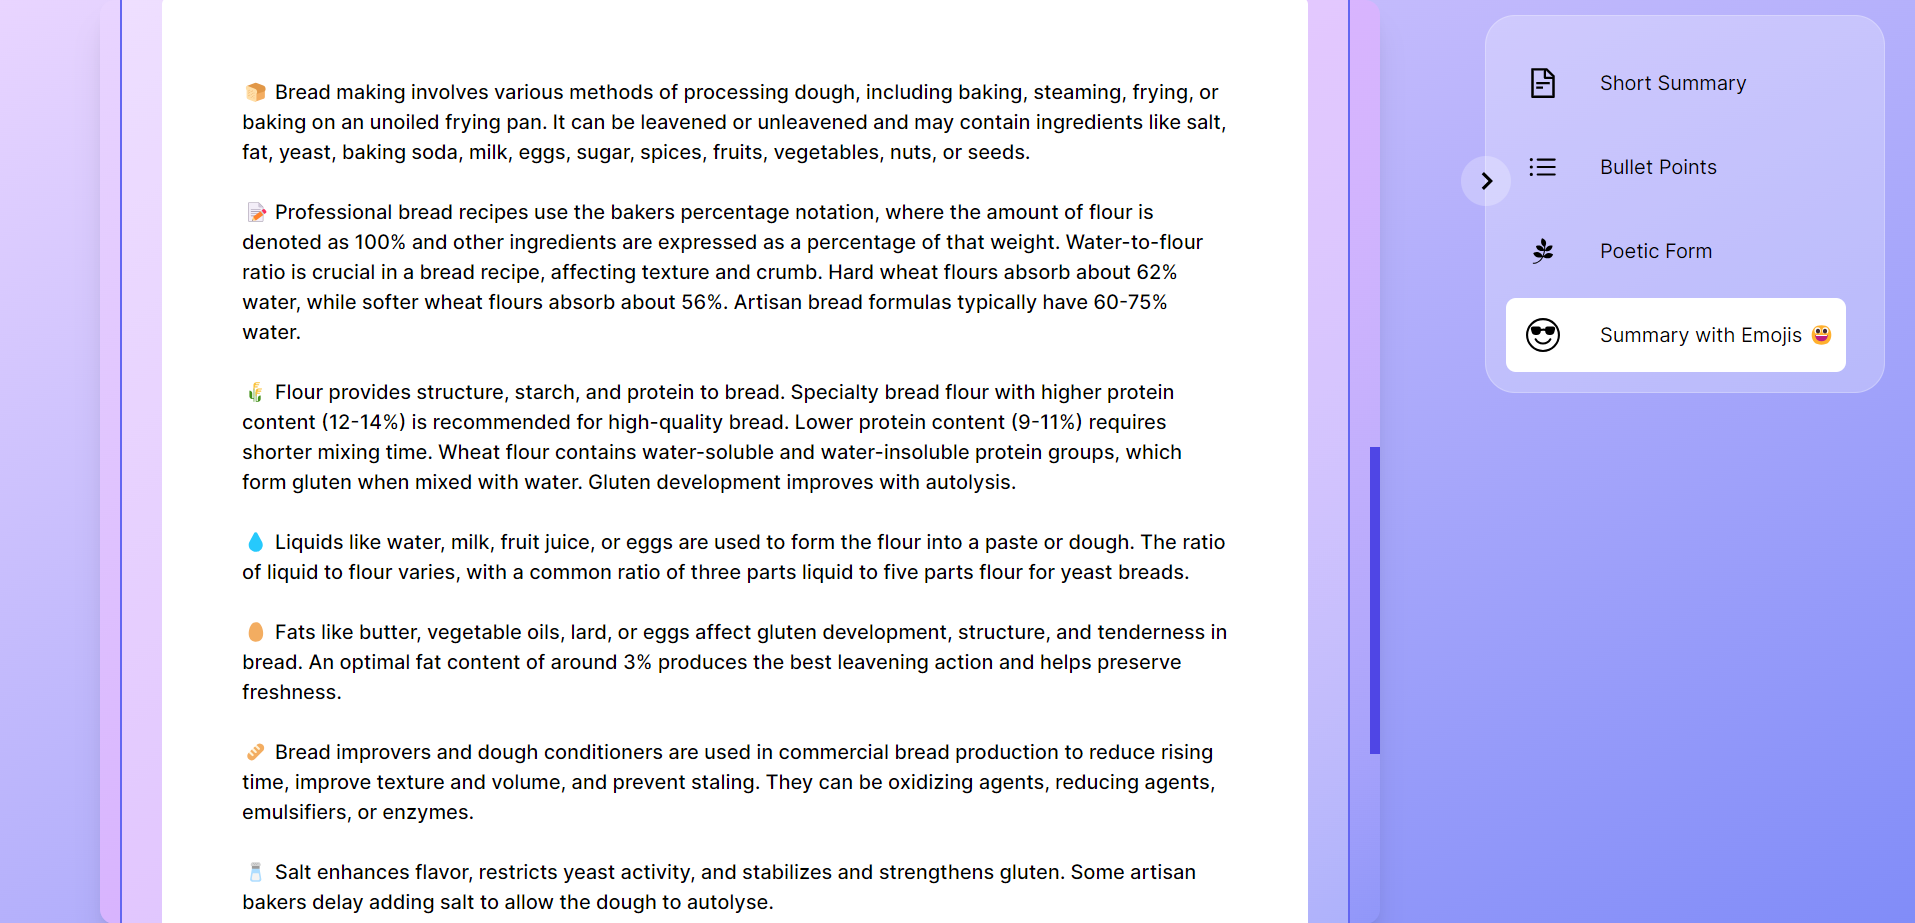 🍞 Bread making involves various methods of processing dough, including baking, steaming, frying, or
baking on an unoiled frying pan. It can be leavened or unleavened and may contain ingredients like salt,
fat, yeast, baking soda, milk, eggs, sugar, spices, fruits, vegetables, nuts, or seeds.
📝 Professional bread recipes use the bakers percentage notation, where the amount of flour is
denoted as 100% and other ingredients are expressed as a percentage of that weight. Water-to-flour
ratio is crucial in a bread recipe, affecting texture and crumb. Hard wheat flours absorb about 62%
water, while softer wheat flours absorb about 56%. Artisan bread formulas typically have 60-75%
water.
🌾 Flour provides structure, starch, and protein to bread. Specialty bread flour with higher protein
content (12-14%) is recommended for high-quality bread. Lower protein content (9-11%) requires
shorter mixing time. Wheat flour contains water-soluble and water-insoluble protein groups, which
form gluten when mixed with water. Gluten development improves with autolysis.
💧 Liquids like water, milk, fruit juice, or eggs are used to form the flour into a paste or dough. The ratio
of liquid to flour varies, with a common ratio of three parts liquid to five parts flour for yeast breads.
🥚 Fats like butter, vegetable oils, lard, or eggs affect gluten development, structure, and tenderness in
bread. An optimal fat content of around 3% produces the best leavening action and helps preserve
freshness.
🥖 Bread improvers and dough conditioners are used in commercial bread production to reduce rising
time, improve texture and volume, and prevent staling. They can be oxidizing agents, reducing agents,
emulsifiers, or enzymes.
🧂 Salt enhances flavor, restricts yeast activity, and stabilizes and strengthens gluten. Some artisan
bakers delay adding salt to allow the dough to autolyse.
Short Summary
Bullet Points
Poetic Form
Summary with Emojis 😀